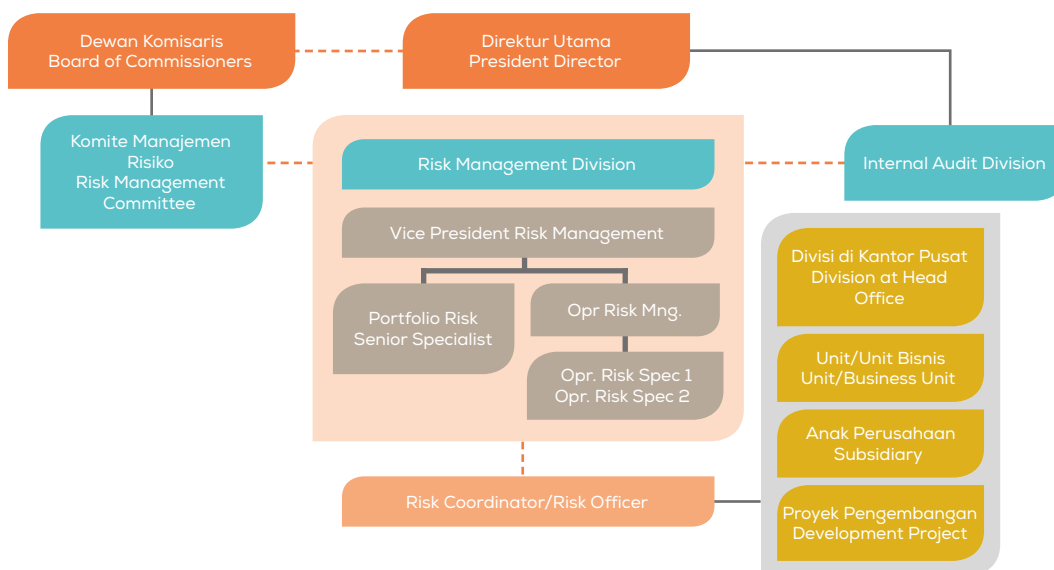 Dewan Komisaris
Board of Commissioners
Direktur Utama
President Director
Komite Manajemen
Risiko
Risk Management
Committee
Risk Management Division
Internal Audit Division
Vice President Risk Management
Portfolio Risk
Senior Specialist
Opr Risk Mng.
Opr. Risk Spec 1
Opr. Risk Spec 2
Divisi di Kantor Pusat
Division at Head
Office
Unit/Unit Bisnis
Unit/Business Unit
Anak Perusahaan
Subsidiary
Proyek Pengembangan
Development Project
Risk Coordinator/Risk Officer